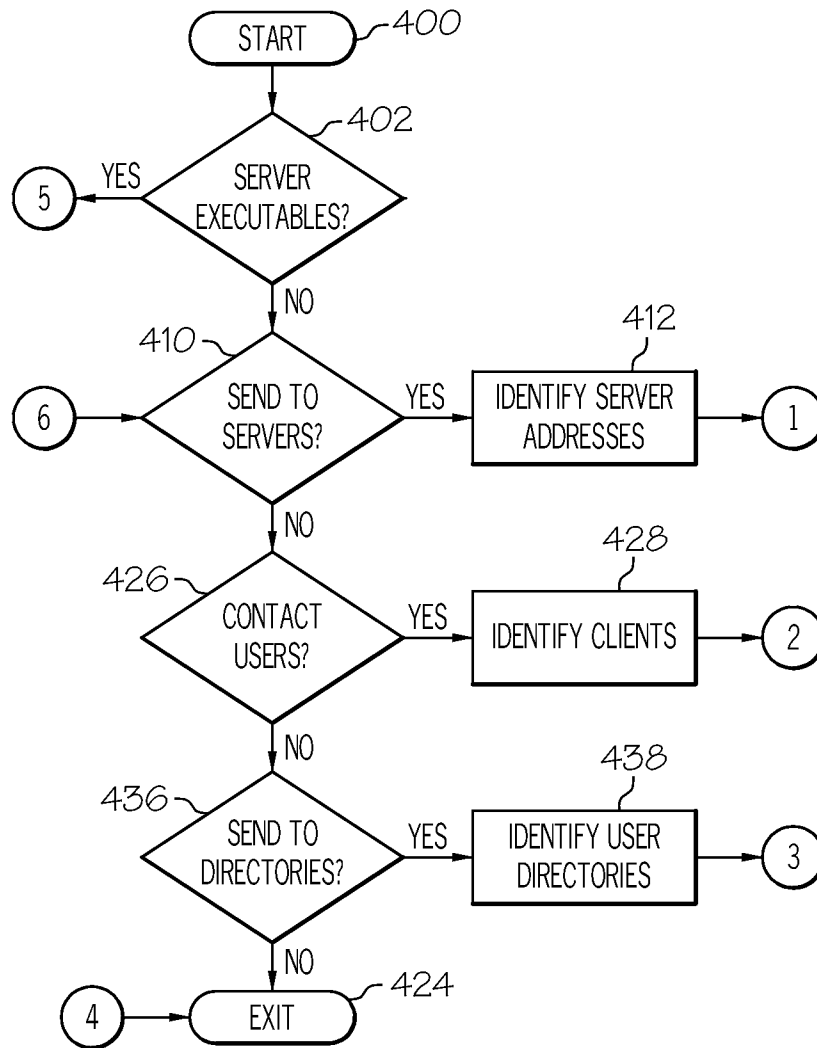 START
400
402
SERVER
EXECUTABLES?
YES
5
NO
410
SEND TO
SERVERS?
6
YES
412
IDENTIFY SERVER
ADDRESSES
1
NO
426
CONTACT
USERS?
YES
428
IDENTIFY CLIENTS
2
NO
436
SEND TO
DIRECTORIES?
YES
438
IDENTIFY USER
DIRECTORIES
3
NO
4
EXIT
424